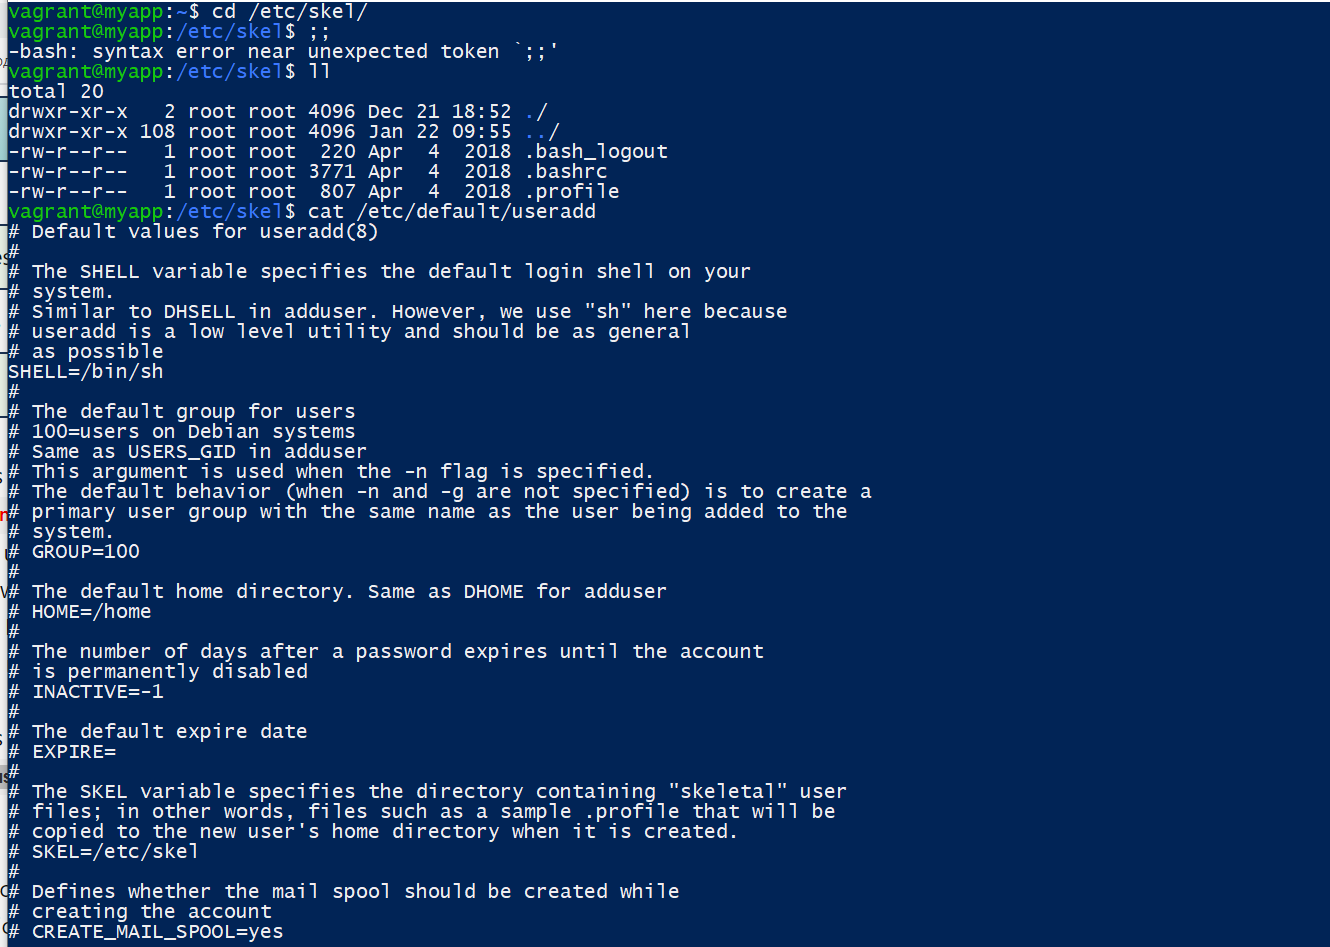 vagrant@myapp:~$ cd /etc/skel/
vagrant@myapp:/etc/skel$ ;;
-bash: syntax error near unexpected token `;;'
vagrant@myapp:/etc/skel$ ll
total 20
drwxr-xr-x   2 root root 4096 Dec 21 18:52 ./
drwxr-xr-x 108 root root 4096 Jan 22 09:55 ../
-rw-r--r--   1 root root  220 Apr  4  2018 .bash_logout
-rw-r--r--   1 root root 3771 Apr  4  2018 .bashrc
-rw-r--r--   1 root root  807 Apr  4  2018 .profile
vagrant@myapp:/etc/skel$ cat /etc/default/useradd
# Default values for useradd(8)
#
# The SHELL variable specifies the default login shell on your
# system.
# Similar to DHSELL in adduser. However, we use "sh" here because
# useradd is a low level utility and should be as general
# as possible
SHELL=/bin/sh
#
# The default group for users
# 100=users on Debian systems
# Same as USERS_GID in adduser
# This argument is used when the -n flag is specified.
# The default behavior (when -n and -g are not specified) is to create a
# primary user group with the same name as the user being added to the
# system.
# GROUP=100
#
# The default home directory. Same as DHOME for adduser
# HOME=/home
#
# The number of days after a password expires until the account
# is permanently disabled
# INACTIVE=-1
#
# The default expire date
# EXPIRE=
#
# The SKEL variable specifies the directory containing "skeletal" user
# files; in other words, files such as a sample .profile that will be
# copied to the new user's home directory when it is created.
# SKEL=/etc/skel
#
# Defines whether the mail spool should be created while
# creating the account
# CREATE_MAIL_SPOOL=yes